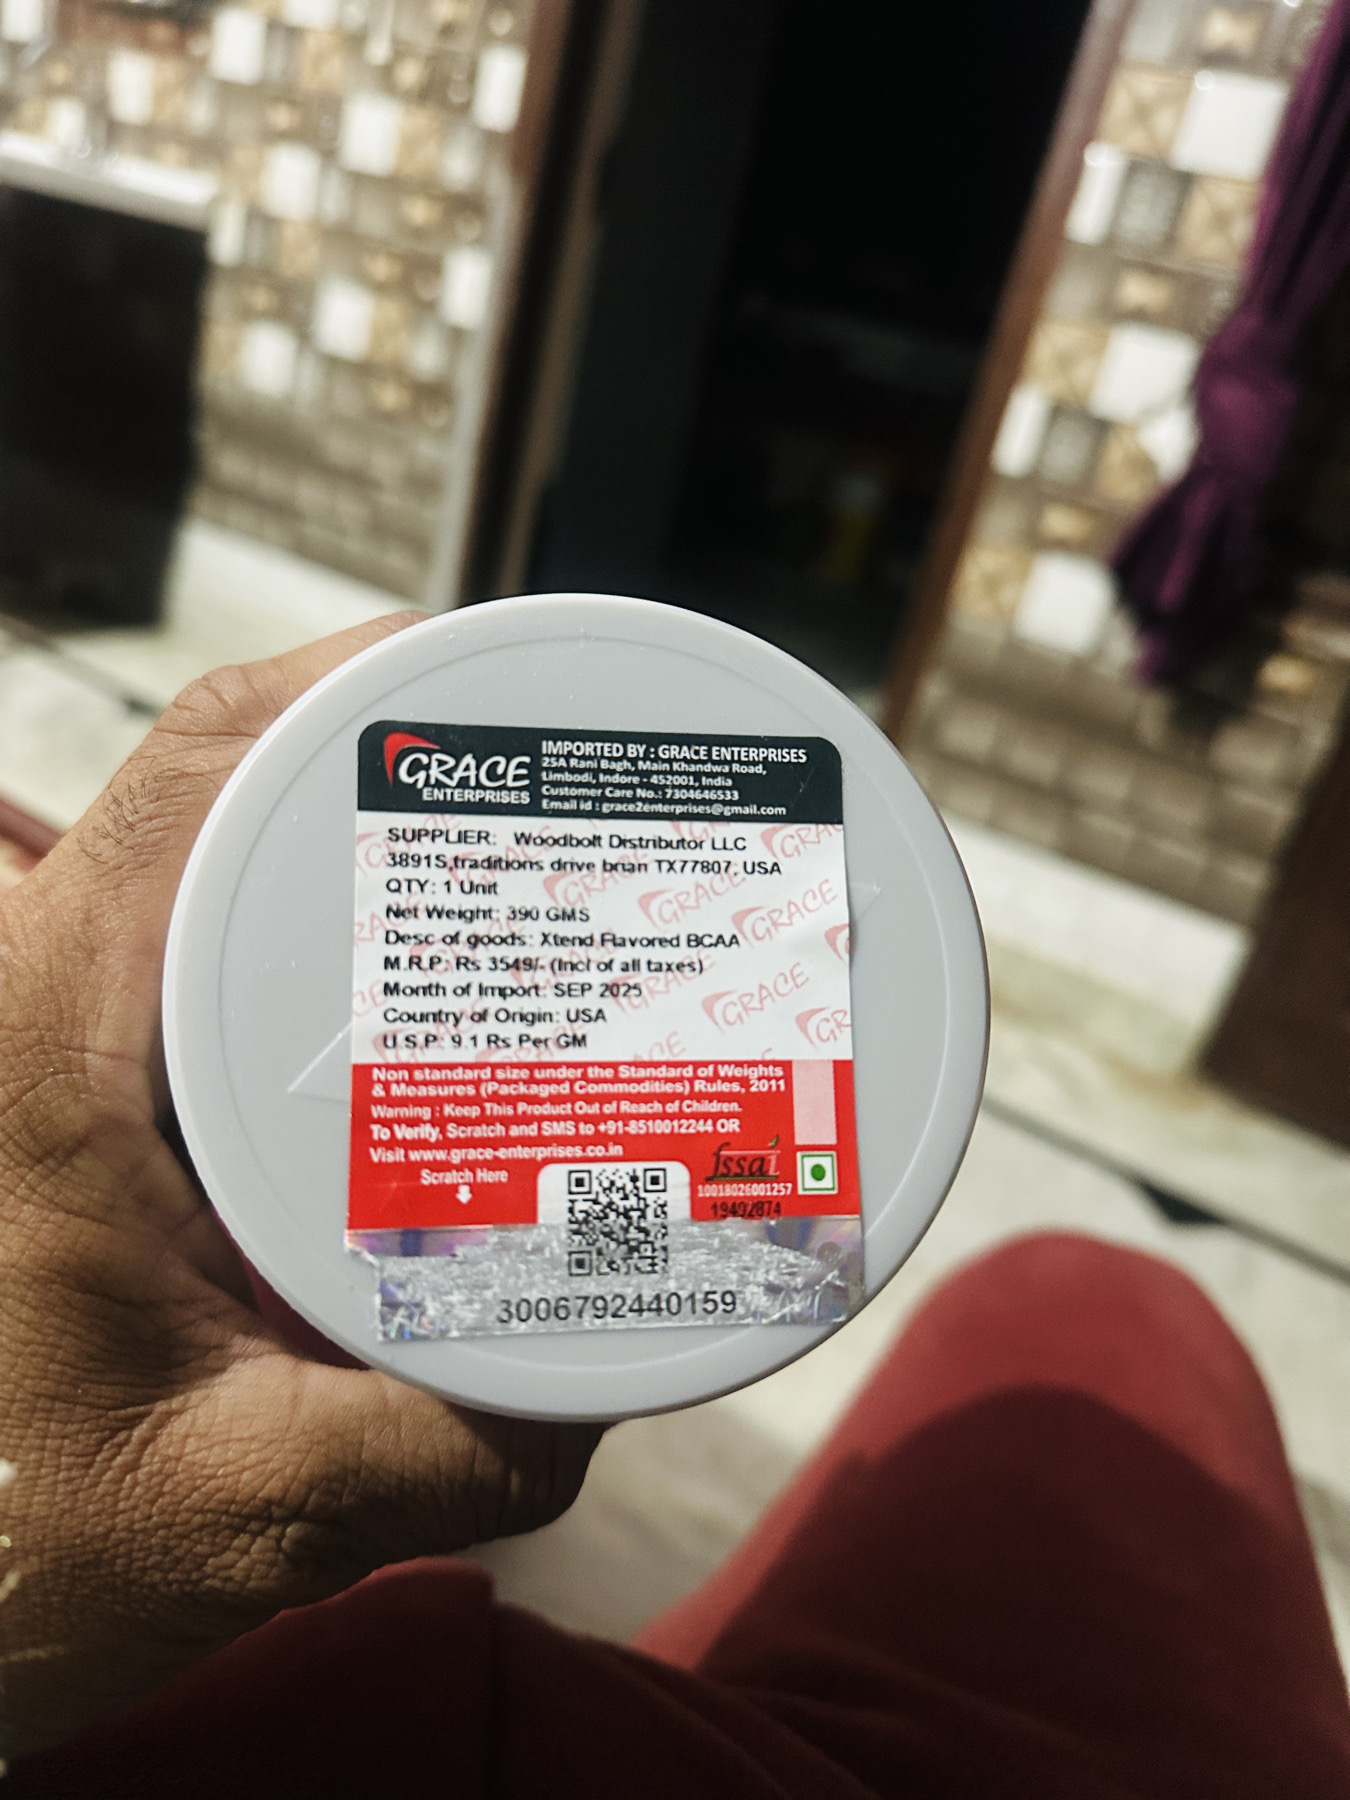 GRACE
ENTERPRISES
IMPORTED BY : GRACE ENTERPRISES
25A Rani Bagh, Main Khandwa Road,
Limbodi, Indore - 452001, India
Customer Care No.: 7304646533
Email id : grace2enterprises@gmail.com
SUPPLIER: Woodbolt Distributor LLC
3891S,traditions drive brian TX77807, USA
QTY: 1 Unit
Net Weight: 390 GMS
Desc of goods: Xtend Flavored BCAA
M.R.P: Rs 3549/- (Incl of all taxes)
Month of Import: SEP 2025
Country of Origin: USA
U.S.P: 9.1 Rs Per GM
Non standard size under the Standard of Weights
& Measures (Packaged Commodities) Rules, 2011
Warning : Keep This Product Out of Reach of Children.
To Verify, Scratch and SMS to +91-8510012244 OR
Visit www.grace-enterprises.co.in
Scratch Here
fssai
10018026001257
19492874
3006792440159